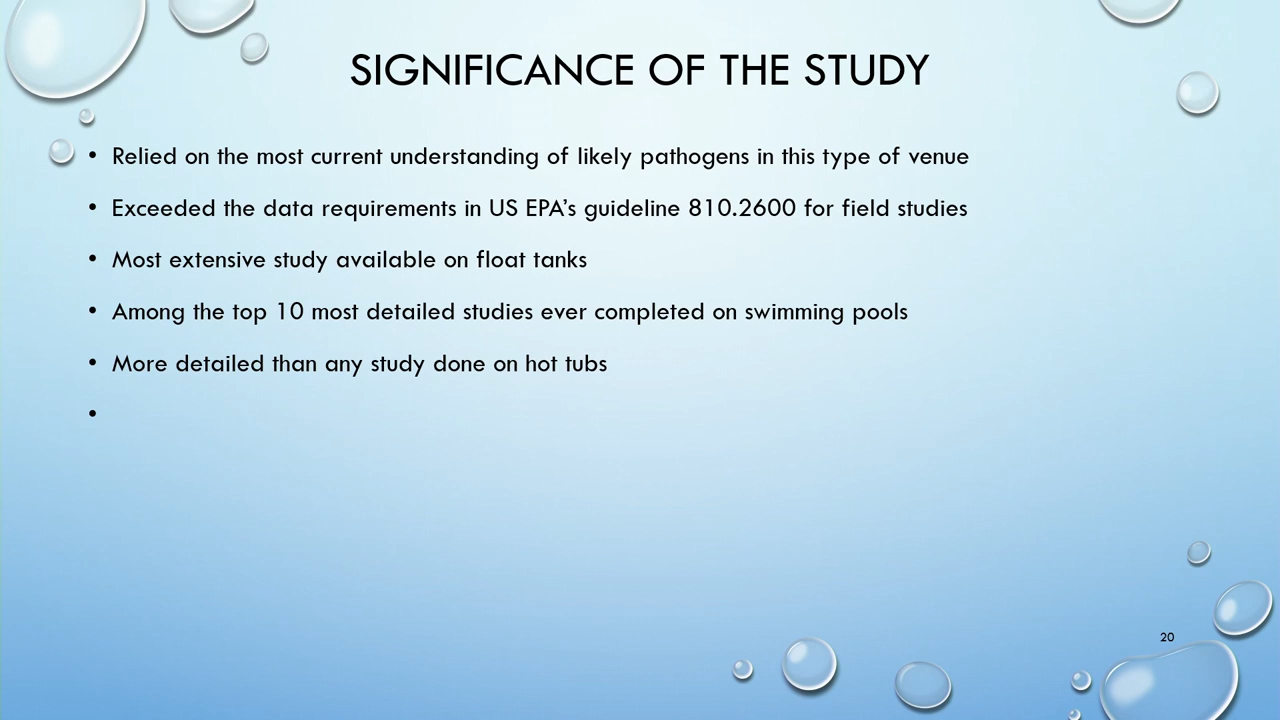 SIGNIFICANCE OF THE STUDY
• Relied on the most current understanding of likely pathogens in this type of venue
• Exceeded the data requirements in US EPA’s guideline 810.2600 for field studies
• Most extensive study available on float tanks
• Among the top 10 most detailed studies ever completed on swimming pools
• More detailed than any study done on hot tubs
•
20